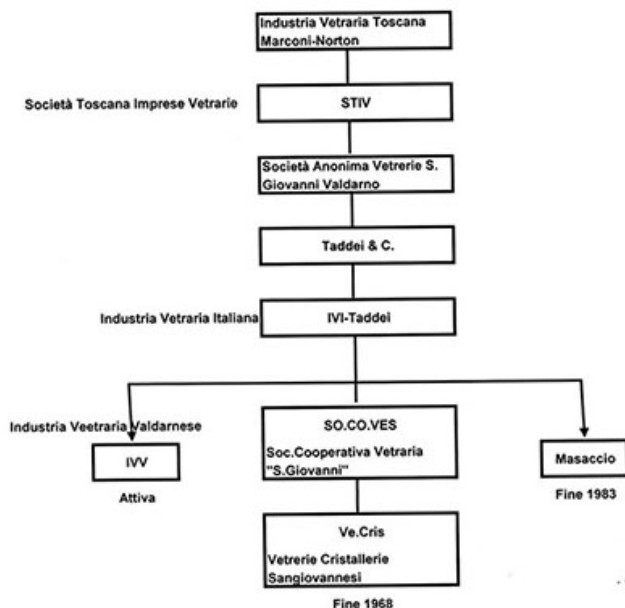 Industria Vetraria Toscana
Marconi-Norton
Società Toscana Imprese Vetrarie
STIV
Società Anonima Vetrerie S.
Giovanni Valdarno
Taddei & C.
Industria Vetraria Italiana
IVI-Taddei
Industria Veetraria Valdarnese
IVV
Attiva
SO.CO.VES
Soc.Cooperativa Vetraria
"S.Giovanni"
Masaccio
Fine 1983
Ve.Cris
Vetrerie Cristallerie
Sangiovannesi
Fine 1968